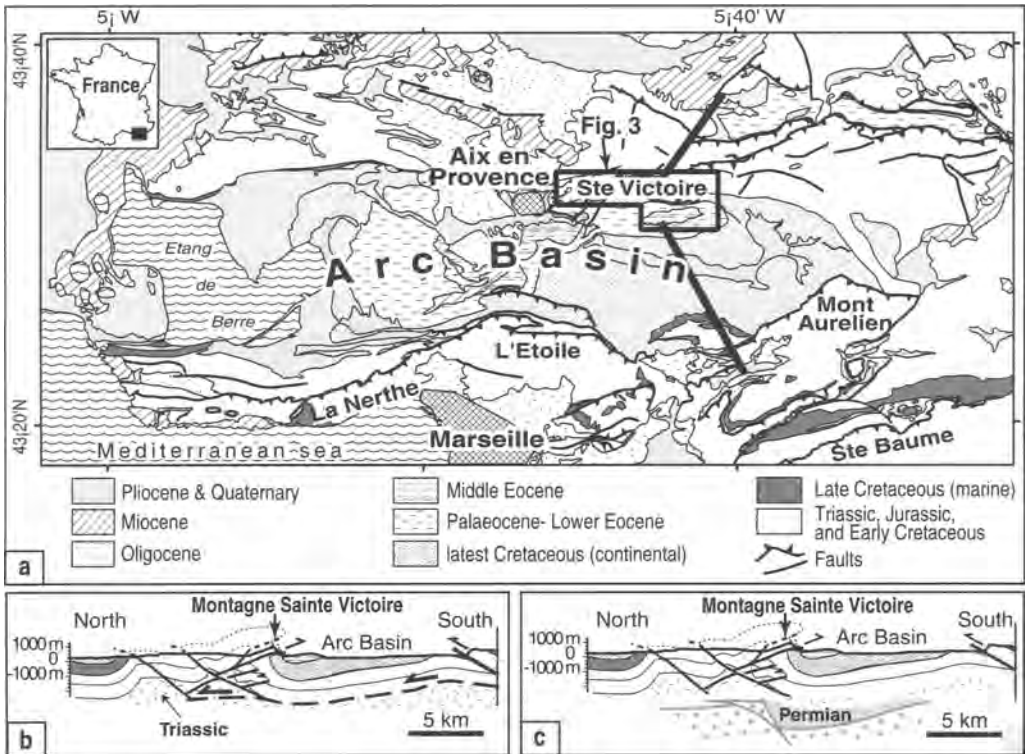 5¡ W
5¡40' W
43¡40'N
France
Fig. 3
Aix en
Provence
Ste Victoire
Etang
de
Berre
Arc Basin
Mont
Aurelien
L'Etoile
La Nerthe
43¡20'N
Marseille
Ste Baume
Mediterranean sea
Pliocene & Quaternary
Miocene
Oligocene
Middle Eocene
Palaeocene- Lower Eocene
latest Cretaceous (continental)
Late Cretaceous (marine)
Triassic, Jurassic,
and Early Cretaceous
Faults
a
Montagne Sainte Victoire
North
South
Arc Basin
1000 m
0
-1000 m
Triassic
5 km
b
Montagne Sainte Victoire
North
South
Arc Basin
1000 m
0
-1000 m
Permian
5 km
c